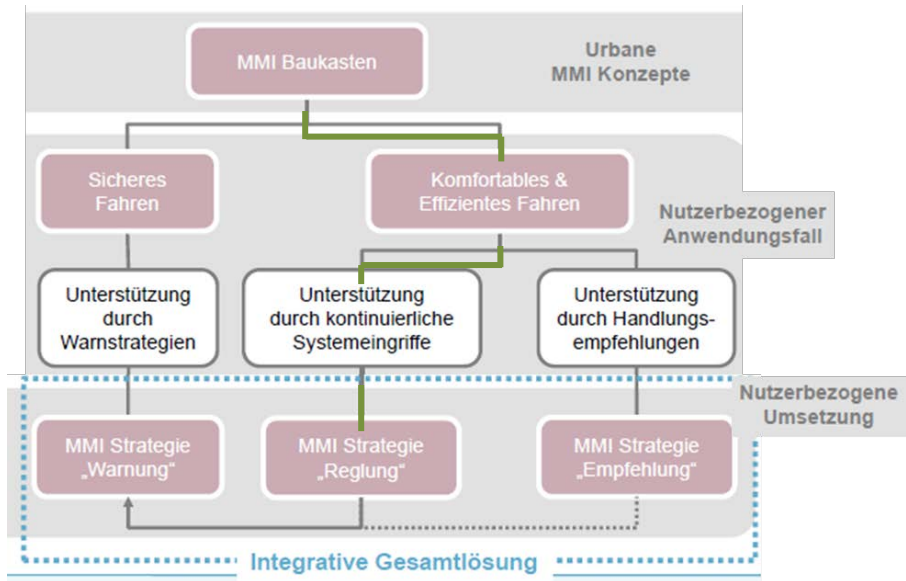 MMI Baukasten
Urbane
MMI Konzepte
Sicheres
Fahren
Komfortables &
Effizientes Fahren
Nutzerbezogener
Anwendungsfall
Unterstützung
durch
Warnstrategien
Unterstützung
durch kontinuierliche
Systemeingriffe
Unterstützung
durch Handlungs-
empfehlungen
Nutzerbezogene
Umsetzung
MMI Strategie
„Warnung“
MMI Strategie
„Reglung“
MMI Strategie
„Empfehlung“
Integrative Gesamtlösung